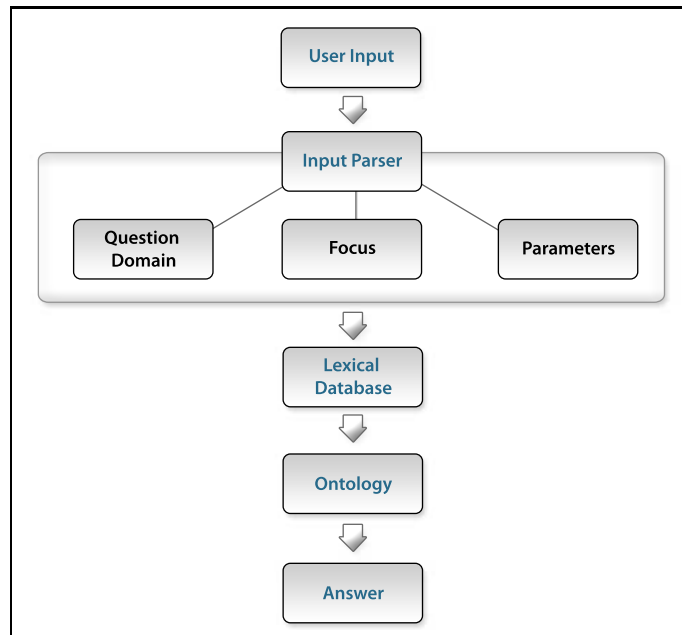 User Input
Input Parser
Question
Domain
Focus
Parameters
Lexical
Database
Ontology
Answer